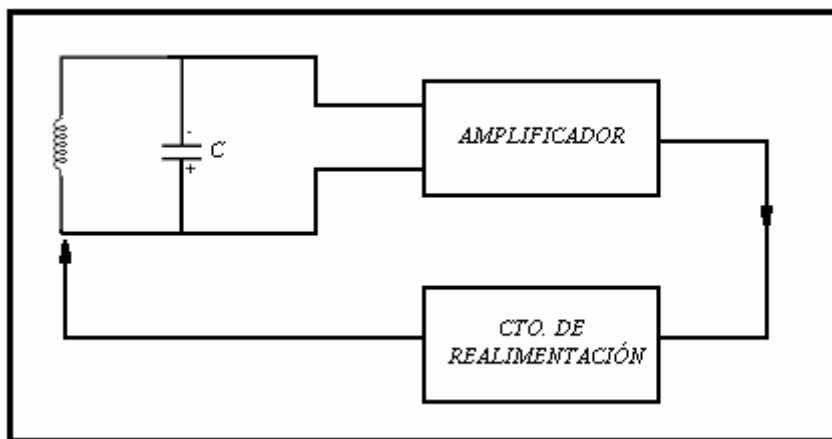 AMPLIFICADOR
-
C
+
CTO. DE
REALIMENTACIÓN